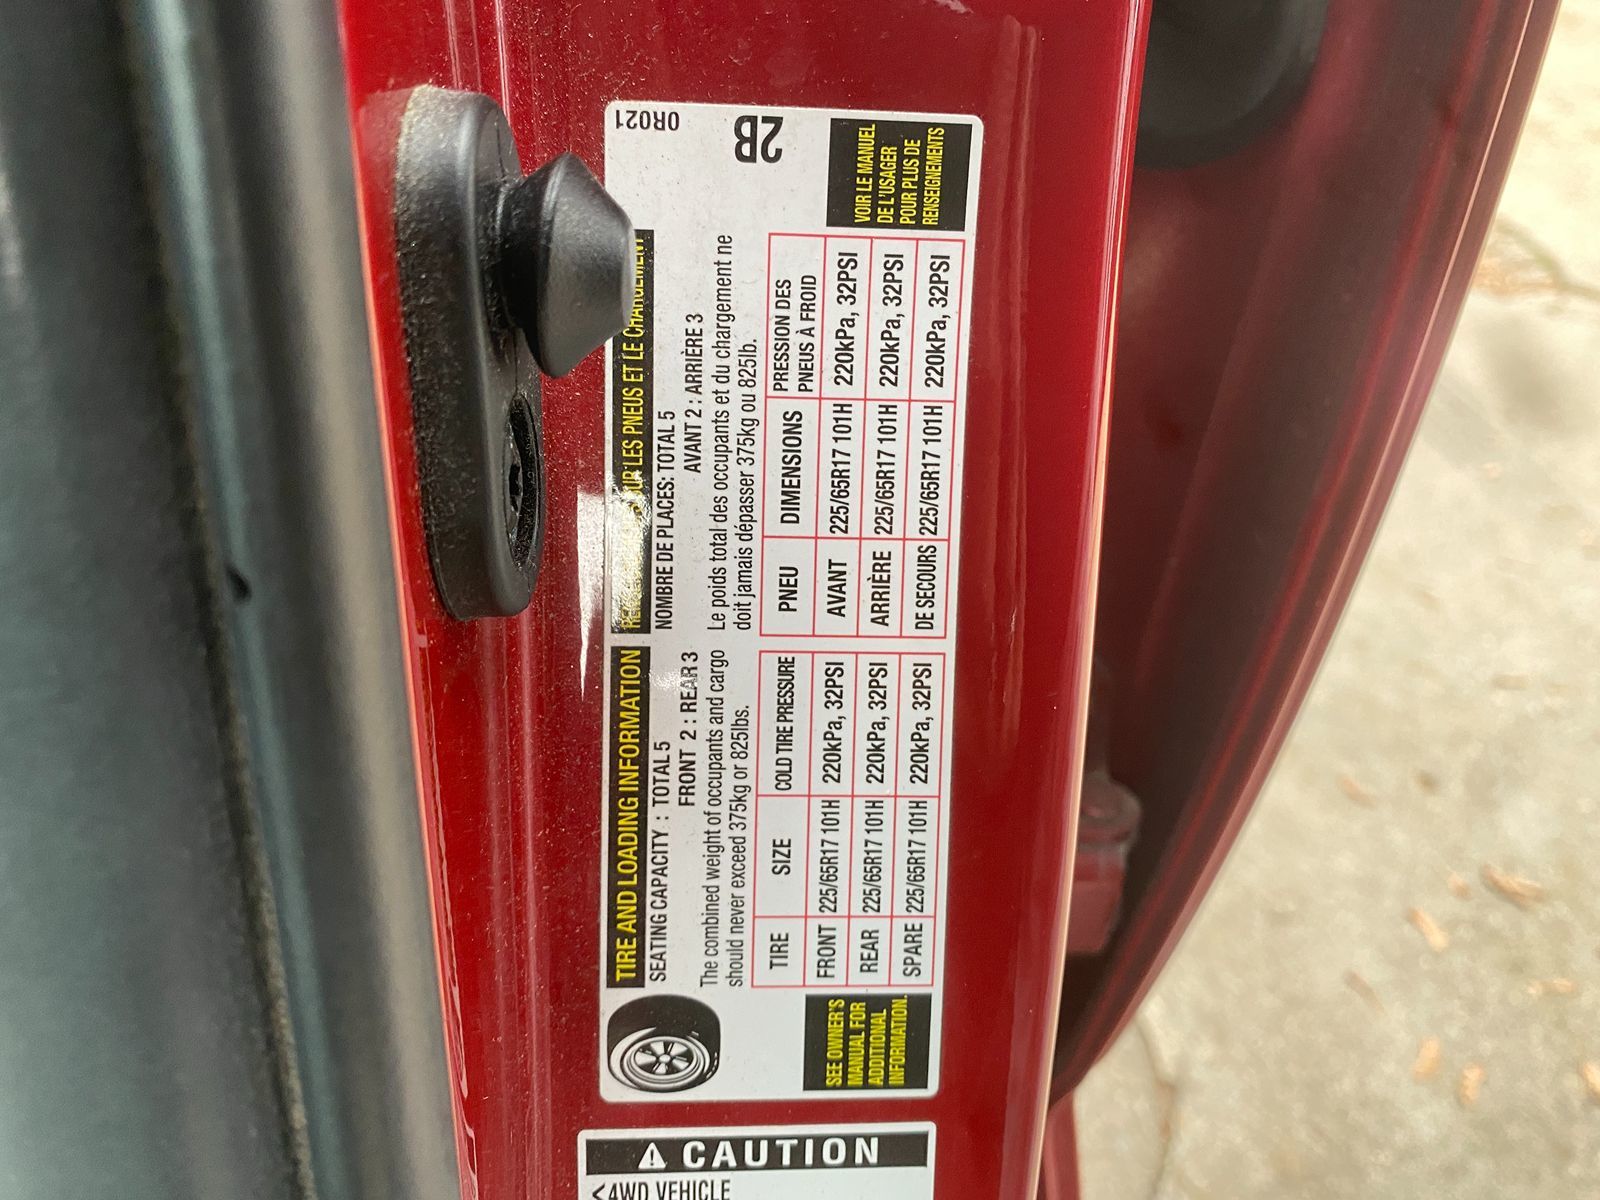 TIRE AND LOADING INFORMATION
SEATING CAPACITY : TOTAL 5
FRONT 2 : REAR 3
The combined weight of occupants and cargo
should never exceed 375kg or 825lbs.
TIRE SIZE COLD TIRE PRESSURE
FRONT 225/65R17 101H 220kPa, 32PSI
REAR 225/65R17 101H 220kPa, 32PSI
SPARE 225/65R17 101H 220kPa, 32PSI
SEE OWNER'S
MANUAL FOR
ADDITIONAL
INFORMATION.
SUR LES PNEUS ET LE CHARGEMENT
NOMBRE DE PLACES: TOTAL 5
AVANT 2 : ARRIÈRE 3
Le poids total des occupants et du chargement ne
doit jamais dépasser 375kg ou 825lb.
PNEU DIMENSIONS PRESSION DES
PNEUS À FROID
AVANT 225/65R17 101H 220kPa, 32PSI
ARRIÈRE 225/65R17 101H 220kPa, 32PSI
DE SECOURS 225/65R17 101H 220kPa, 32PSI
VOIR LE MANUEL
DE L'USAGER
POUR PLUS DE
RENSEIGNEMENTS
0R021
2B
CAUTION
<4WD VEHICLE